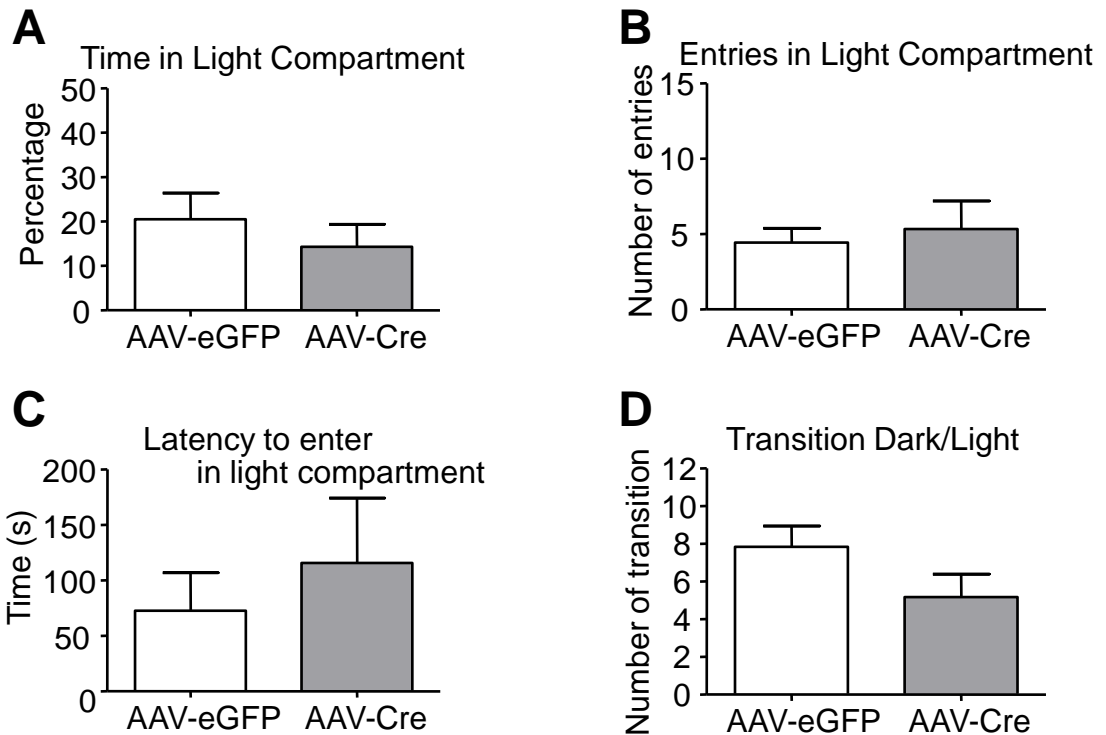 A
Time in Light Compartment
Percentage
50
40
30
20
10
0
AAV-eGFP AAV-Cre
B
Entries in Light Compartment
Number of entries
15
10
5
0
AAV-eGFP AAV-Cre
C
Latency to enter
in light compartment
Time (s)
200
150
100
50
0
AAV-eGFP AAV-Cre
D
Transition Dark/Light
Number of transition
12
10
8
6
4
2
0
AAV-eGFP AAV-Cre